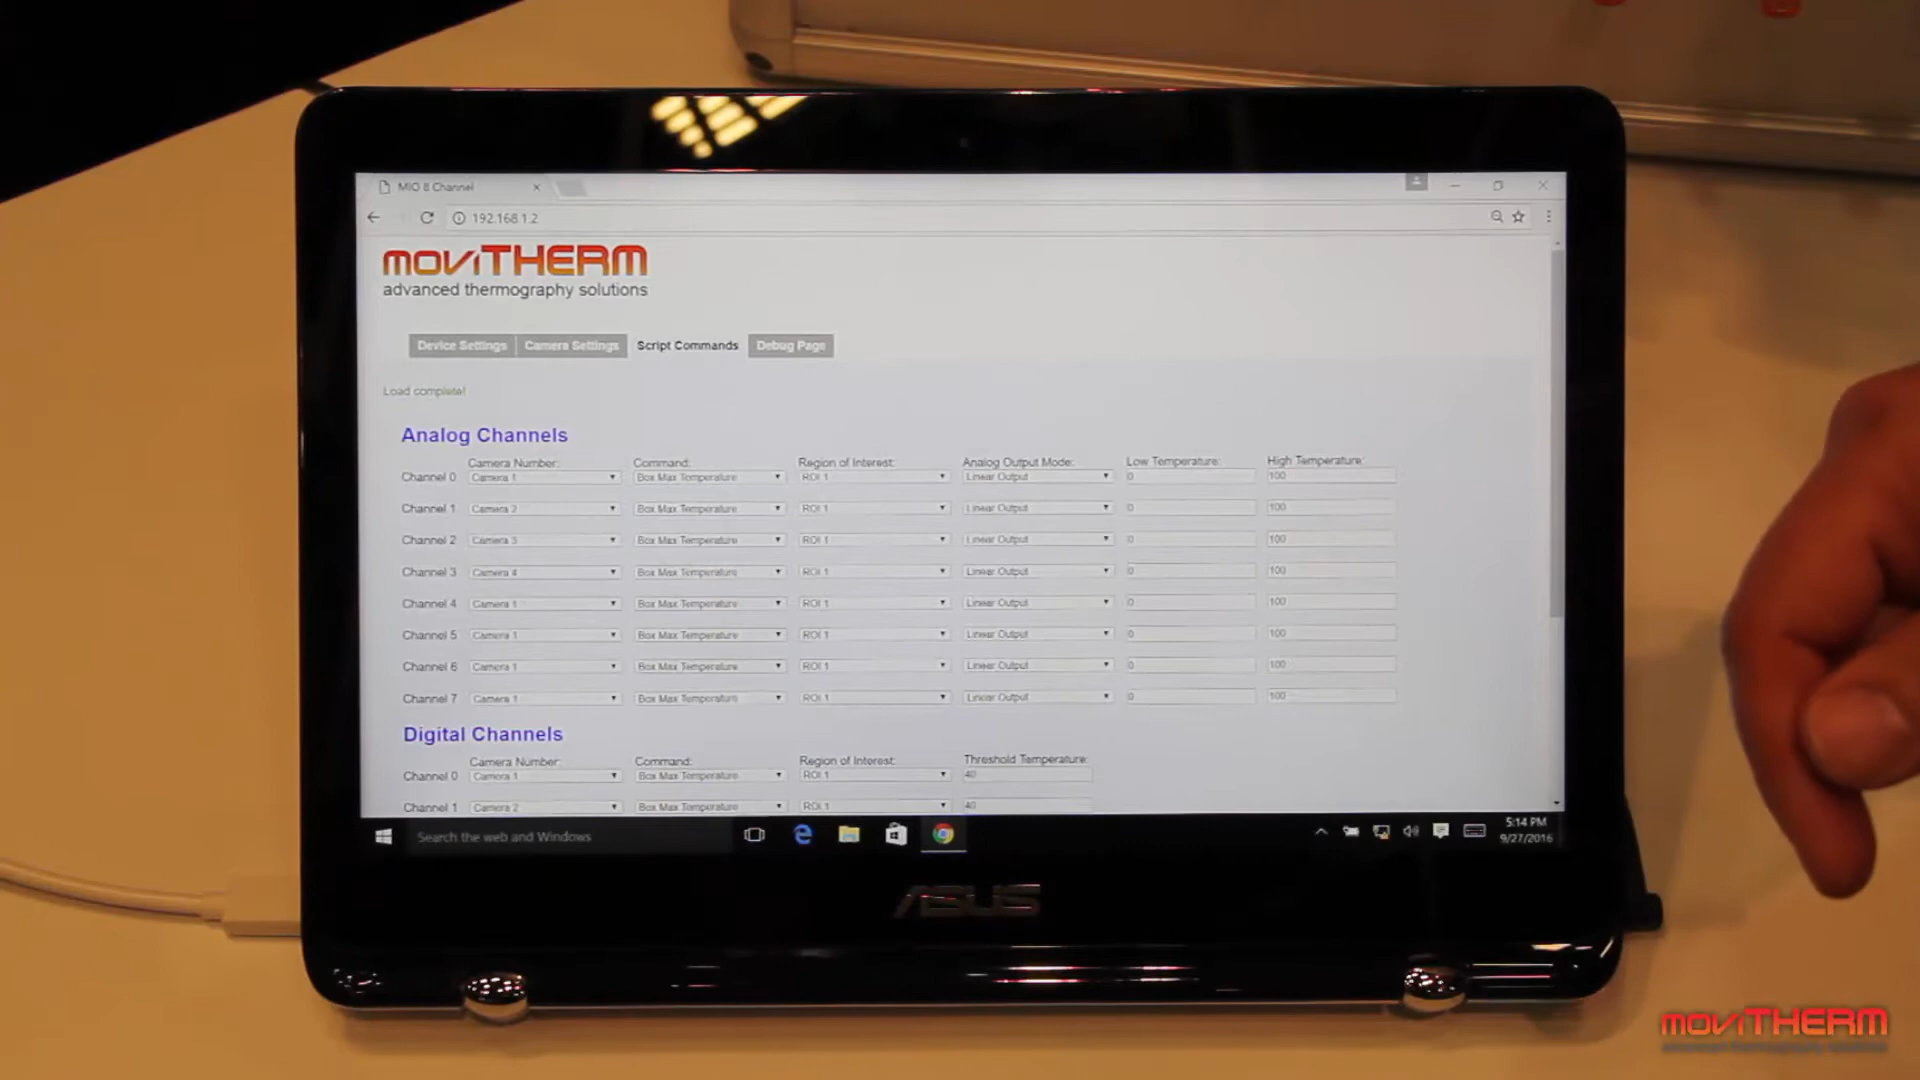 MIO 8 Channel
192.168.1.2
moviTHERM
advanced thermography solutions
Device Settings Camera Settings Script Commands Debug Page
Load complete!
Analog Channels
Camera Number: Command: Region of Interest: Analog Output Mode: Low Temperature: High Temperature:
Channel 0 Camera 1 Box Max Temperature ROI 1 Linear Output 0 100
Channel 1 Camera 2 Box Max Temperature ROI 1 Linear Output 0 100
Channel 2 Camera 3 Box Max Temperature ROI 1 Linear Output 0 100
Channel 3 Camera 4 Box Max Temperature ROI 1 Linear Output 0 100
Channel 4 Camera 1 Box Max Temperature ROI 1 Linear Output 0 100
Channel 5 Camera 1 Box Max Temperature ROI 1 Linear Output 0 100
Channel 6 Camera 1 Box Max Temperature ROI 1 Linear Output 0 100
Channel 7 Camera 1 Box Max Temperature ROI 1 Linear Output 0 100
Digital Channels
Camera Number: Command: Region of Interest: Threshold Temperature:
Channel 0 Camera 1 Box Max Temperature ROI 1 40
Channel 1 Camera 2 Box Max Temperature ROI 1 40
Search the web and Windows
5:14 PM
9/27/2016
ASUS
moviTHERM
advanced thermography solutions